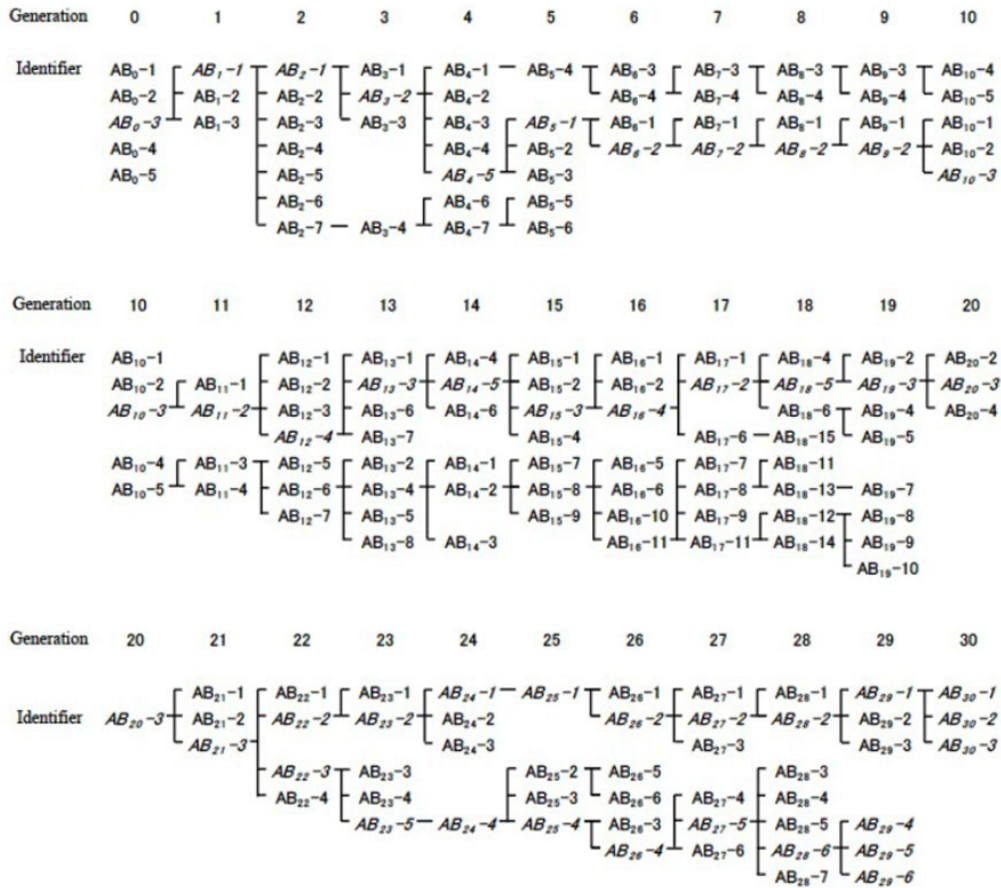 Generation 0 1 2 3 4 5 6 7 8 9 10
Identifier AB₀-1 AB₁-1 AB₂-1 AB₃-1 AB₄-1 AB₅-4 AB₆-3 AB₇-3 AB₈-3 AB₉-3 AB₁₀-4
AB₀-2 AB₁-2 AB₂-2 AB₃-2 AB₄-2 AB₆-4 AB₇-4 AB₈-4 AB₉-4 AB₁₀-5
AB₀-3 AB₁-3 AB₂-3 AB₃-3 AB₄-3 AB₅-1 AB₆-1 AB₇-1 AB₈-1 AB₉-1 AB₁₀-1
AB₀-4 AB₂-4 AB₄-4 AB₅-2 AB₆-2 AB₇-2 AB₈-2 AB₉-2 AB₁₀-2
AB₀-5 AB₂-5 AB₄-5 AB₅-3 AB₁₀-3
AB₂-6 AB₄-6 AB₅-5
AB₂-7 AB₃-4 AB₄-7 AB₅-6
Generation 10 11 12 13 14 15 16 17 18 19 20
Identifier AB₁₀-1 AB₁₂-1 AB₁₃-1 AB₁₄-4 AB₁₅-1 AB₁₆-1 AB₁₇-1 AB₁₈-4 AB₁₉-2 AB₂₀-2
AB₁₀-2 AB₁₁-1 AB₁₂-2 AB₁₃-3 AB₁₄-5 AB₁₅-2 AB₁₆-2 AB₁₇-2 AB₁₈-5 AB₁₉-3 AB₂₀-3
AB₁₀-3 AB₁₁-2 AB₁₂-3 AB₁₃-6 AB₁₄-6 AB₁₅-3 AB₁₆-4 AB₁₈-6 AB₁₉-4 AB₂₀-4
AB₁₂-4 AB₁₃-7 AB₁₅-4 AB₁₇-6 AB₁₈-15 AB₁₉-5
AB₁₀-4 AB₁₁-3 AB₁₂-5 AB₁₃-2 AB₁₄-1 AB₁₅-7 AB₁₆-5 AB₁₇-7 AB₁₈-11
AB₁₀-5 AB₁₁-4 AB₁₂-6 AB₁₃-4 AB₁₄-2 AB₁₅-8 AB₁₆-6 AB₁₇-8 AB₁₈-13 AB₁₉-7
AB₁₂-7 AB₁₃-5 AB₁₅-9 AB₁₆-10 AB₁₇-9 AB₁₈-12 AB₁₉-8
AB₁₃-8 AB₁₄-3 AB₁₆-11 AB₁₇-11 AB₁₈-14 AB₁₉-9
AB₁₉-10
Generation 20 21 22 23 24 25 26 27 28 29 30
AB₂₁-1 AB₂₂-1 AB₂₃-1 AB₂₄-1 AB₂₅-1 AB₂₆-1 AB₂₇-1 AB₂₈-1 AB₂₉-1 AB₃₀-1
Identifier AB₂₀-3 AB₂₁-2 AB₂₂-2 AB₂₃-2 AB₂₄-2 AB₂₆-2 AB₂₇-2 AB₂₈-2 AB₂₉-2 AB₃₀-2
AB₂₁-3 AB₂₄-3 AB₂₇-3 AB₂₉-3 AB₃₀-3
AB₂₂-3 AB₂₃-3 AB₂₅-2 AB₂₆-5 AB₂₈-3
AB₂₂-4 AB₂₃-4 AB₂₅-3 AB₂₆-6 AB₂₇-4 AB₂₈-4
AB₂₃-5 AB₂₄-4 AB₂₅-4 AB₂₆-3 AB₂₇-5 AB₂₈-5 AB₂₉-4
AB₂₆-4 AB₂₇-6 AB₂₈-6 AB₂₉-5
AB₂₈-7 AB₂₉-6